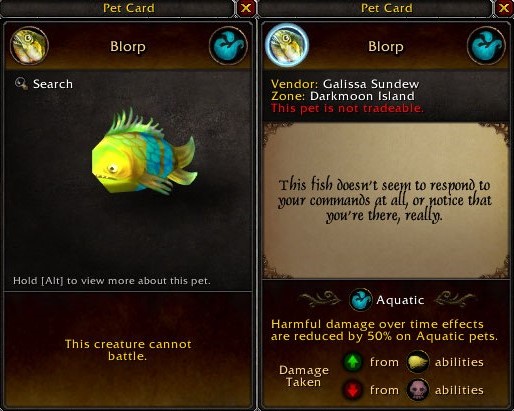 Pet Card
Blorp
Search
Hold [Alt] to view more about this pet.
This creature cannot
battle.
Pet Card
Blorp
Vendor: Galissa Sundew
Zone: Darkmoon Island
This pet is not tradeable.
This fish doesn't seem to respond to
your commands at all, or notice that
you're there, really.
Aquatic
Harmful damage over time effects
are reduced by 50% on Aquatic pets.
Damage
Taken
from abilities
from abilities